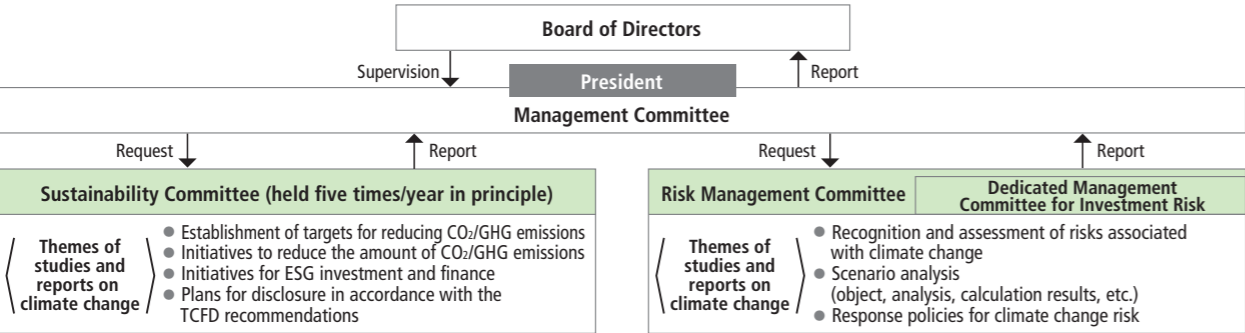 Board of Directors
Supervision
Report
President
Management Committee
Request
Report
Request
Report
Sustainability Committee (held five times/year in principle)
Themes of
studies and
reports on
climate change
● Establishment of targets for reducing CO₂/GHG emissions
● Initiatives to reduce the amount of CO₂/GHG emissions
● Initiatives for ESG investment and finance
● Plans for disclosure in accordance with the
TCFD recommendations
Risk Management Committee
Dedicated Management
Committee for Investment Risk
Themes of
studies and
reports on
climate change
● Recognition and assessment of risks associated
with climate change
● Scenario analysis
(object, analysis, calculation results, etc.)
● Response policies for climate change risk